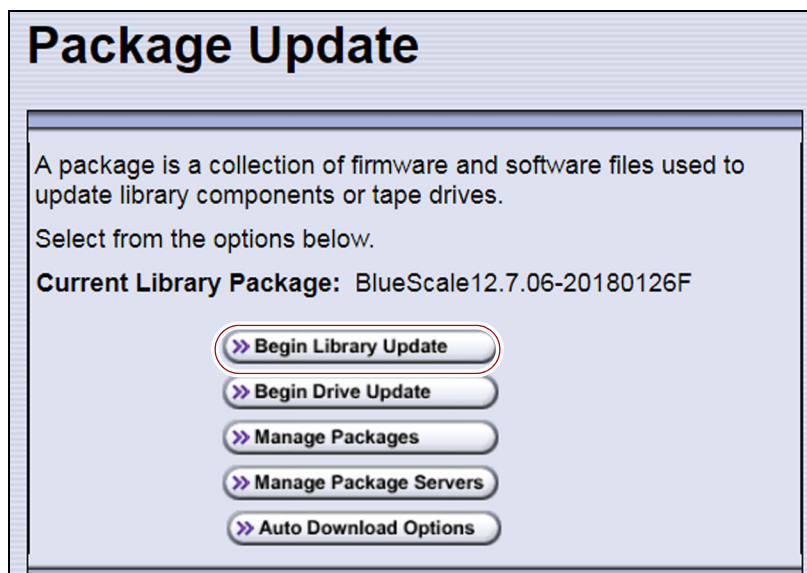 Package Update
A package is a collection of firmware and software files used to
update library components or tape drives.
Select from the options below.
Current Library Package: BlueScale12.7.06-20180126F
Begin Library Update
Begin Drive Update
Manage Packages
Manage Package Servers
Auto Download Options